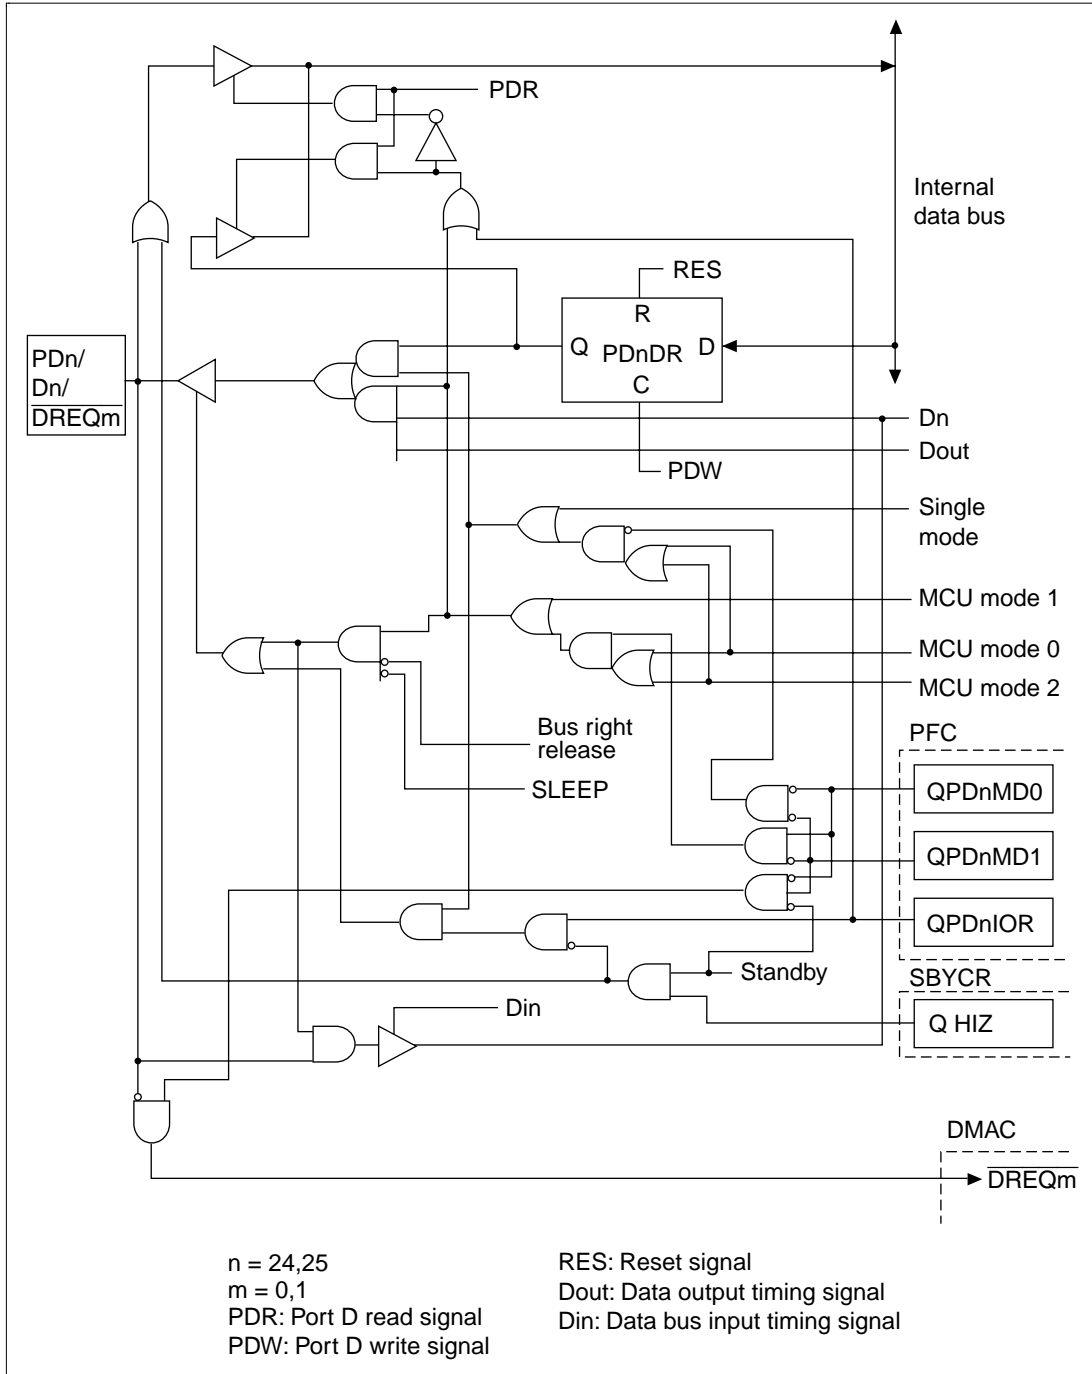 PDR
Internal
data bus
RES
R
Q PDnDR D
C
PDn/
Dn/
DREQm
Dn
Dout
PDW
Single
mode
MCU mode 1
MCU mode 0
MCU mode 2
Bus right
release
PFC
SLEEP
QPDnMD0
QPDnMD1
QPDnIOR
Standby
SBYCR
Din
Q HIZ
DMAC
DREQm
n = 24,25
m = 0,1
PDR: Port D read signal
PDW: Port D write signal
RES: Reset signal
Dout: Data output timing signal
Din: Data bus input timing signal